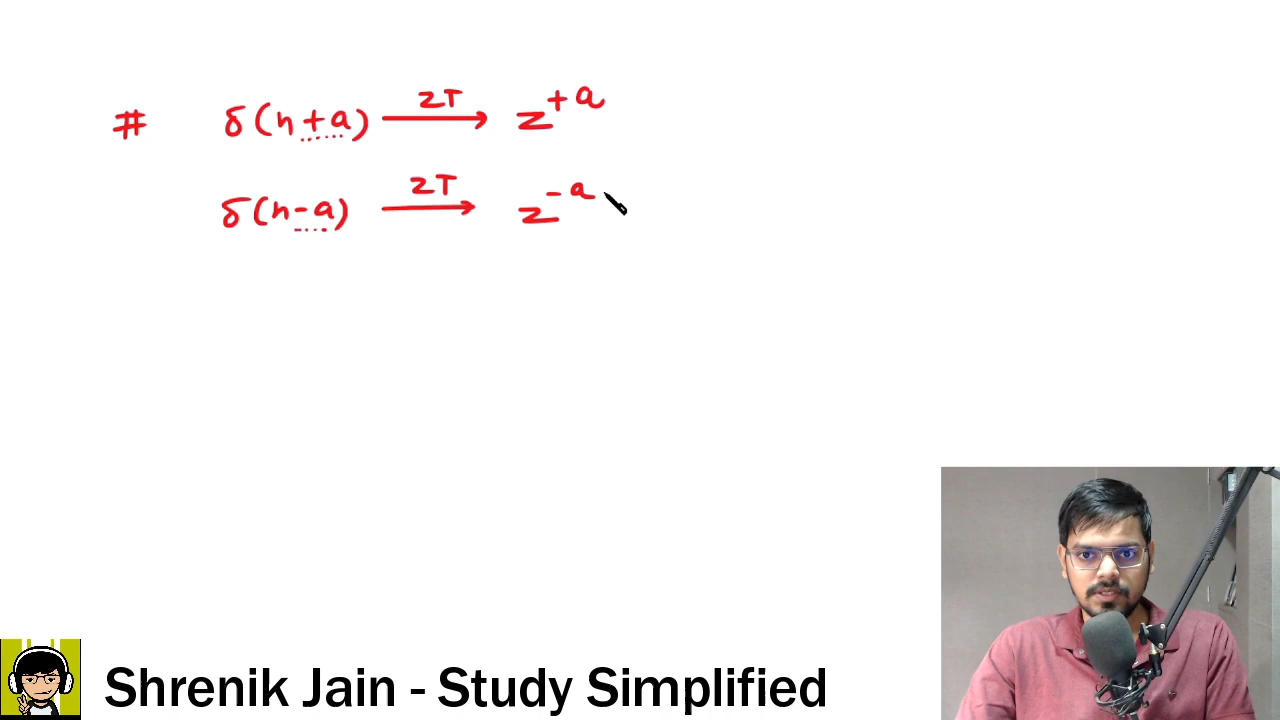 # δ(n+a) ZT→ z^{+a}
δ(n-a) ZT→ z^{-a}
Shrenik Jain - Study Simplified